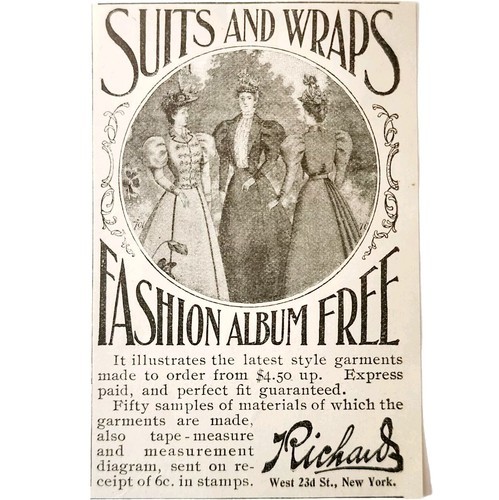 SUITS AND WRAPS
FASHION ALBUM FREE
It illustrates the latest style garments
made to order from $4.50 up. Express
paid, and perfect fit guaranteed.
Fifty samples of materials of which the
garments are made,
also tape-measure
and measurement
diagram, sent on re-
ceipt of 6c. in stamps.
Richards
West 23d St., New York.